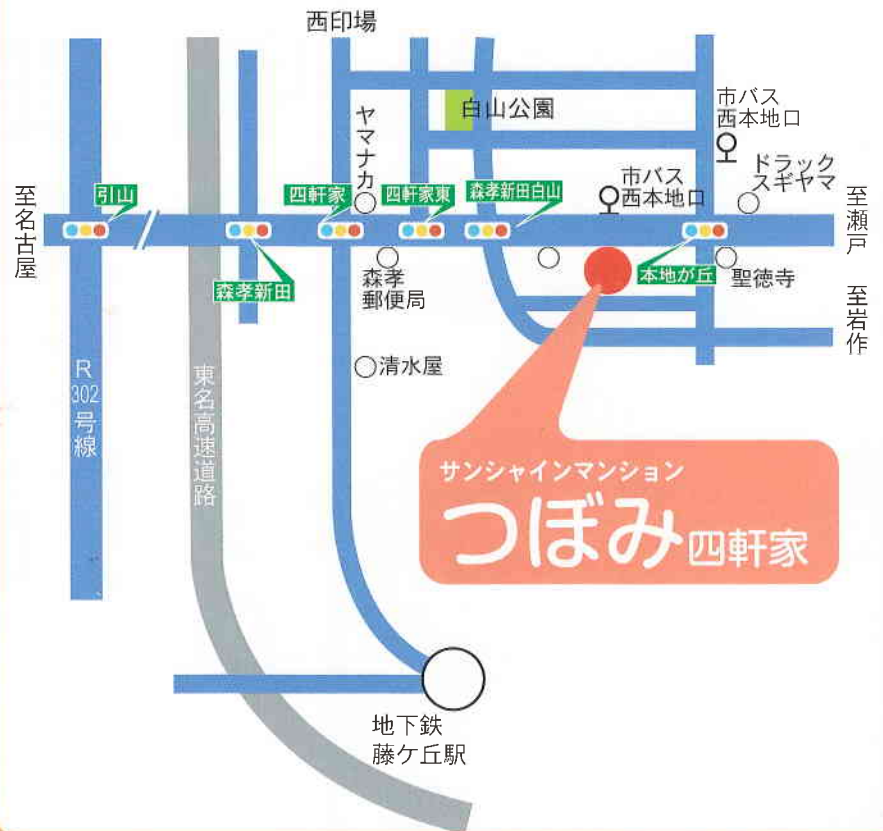 西印場
白山公園
ヤマナカ
市バス
西本地口
ドラック
スギヤマ
至名古屋
引山
四軒家
四軒家東
森孝新田白山
市バス
西本地口
至瀬戸
森孝新田
森孝
郵便局
本地が丘
聖徳寺
至岩作
R
302
号線
東名高速道路
清水屋
サンシャインマンション
つぼみ四軒家
地下鉄
藤ケ丘駅